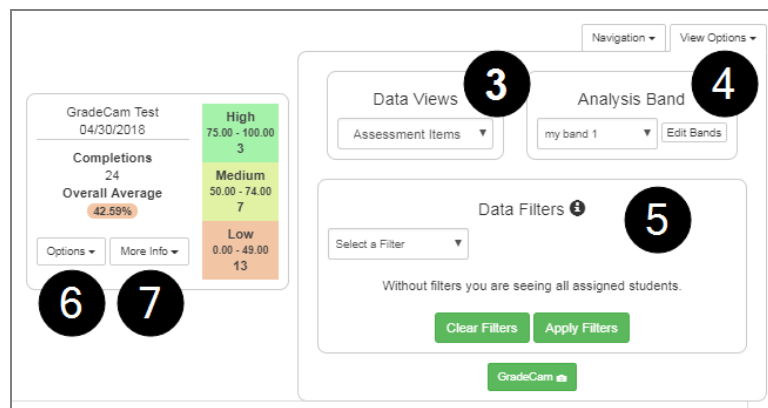 Navigation
View Options
3
4
Data Views
Assessment Items
Analysis Band
my band 1
Edit Bands
GradeCam Test
04/30/2018
Completions
24
Overall Average
42.59%
High
75.00 - 100.00
3
Medium
50.00 - 74.00
7
Low
0.00 - 49.00
13
Options
More Info
6
7
Data Filters
5
Select a Filter
Without filters you are seeing all assigned students.
Clear Filters
Apply Filters
GradeCam